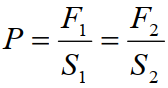 P = F₁/S₁ = F₂/S₂